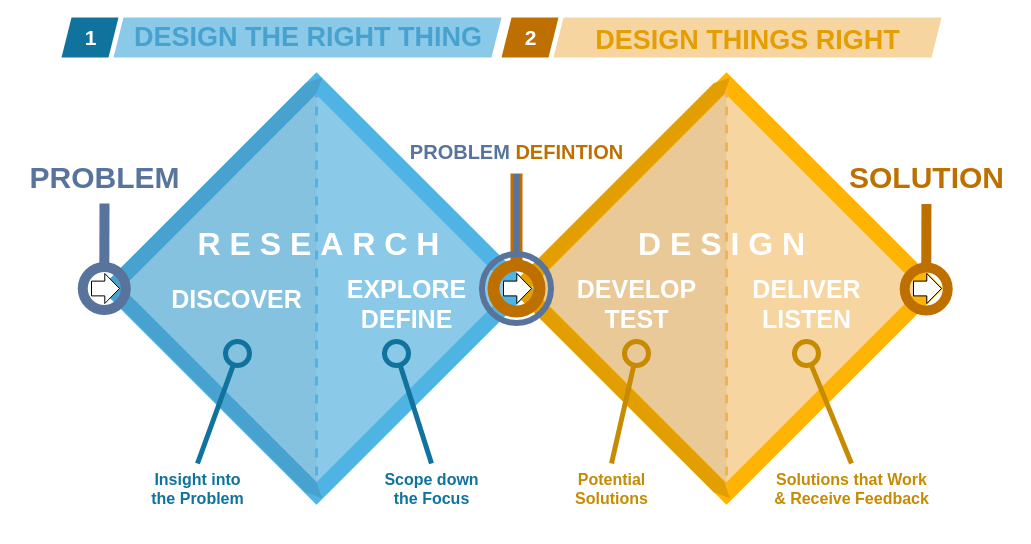 1 DESIGN THE RIGHT THING 2 DESIGN THINGS RIGHT
PROBLEM DEFINTION
PROBLEM
SOLUTION
RESEARCH
DESIGN
DISCOVER
EXPLORE
DEFINE
DEVELOP
TEST
DELIVER
LISTEN
Insight into
the Problem
Scope down
the Focus
Potential
Solutions
Solutions that Work
& Receive Feedback